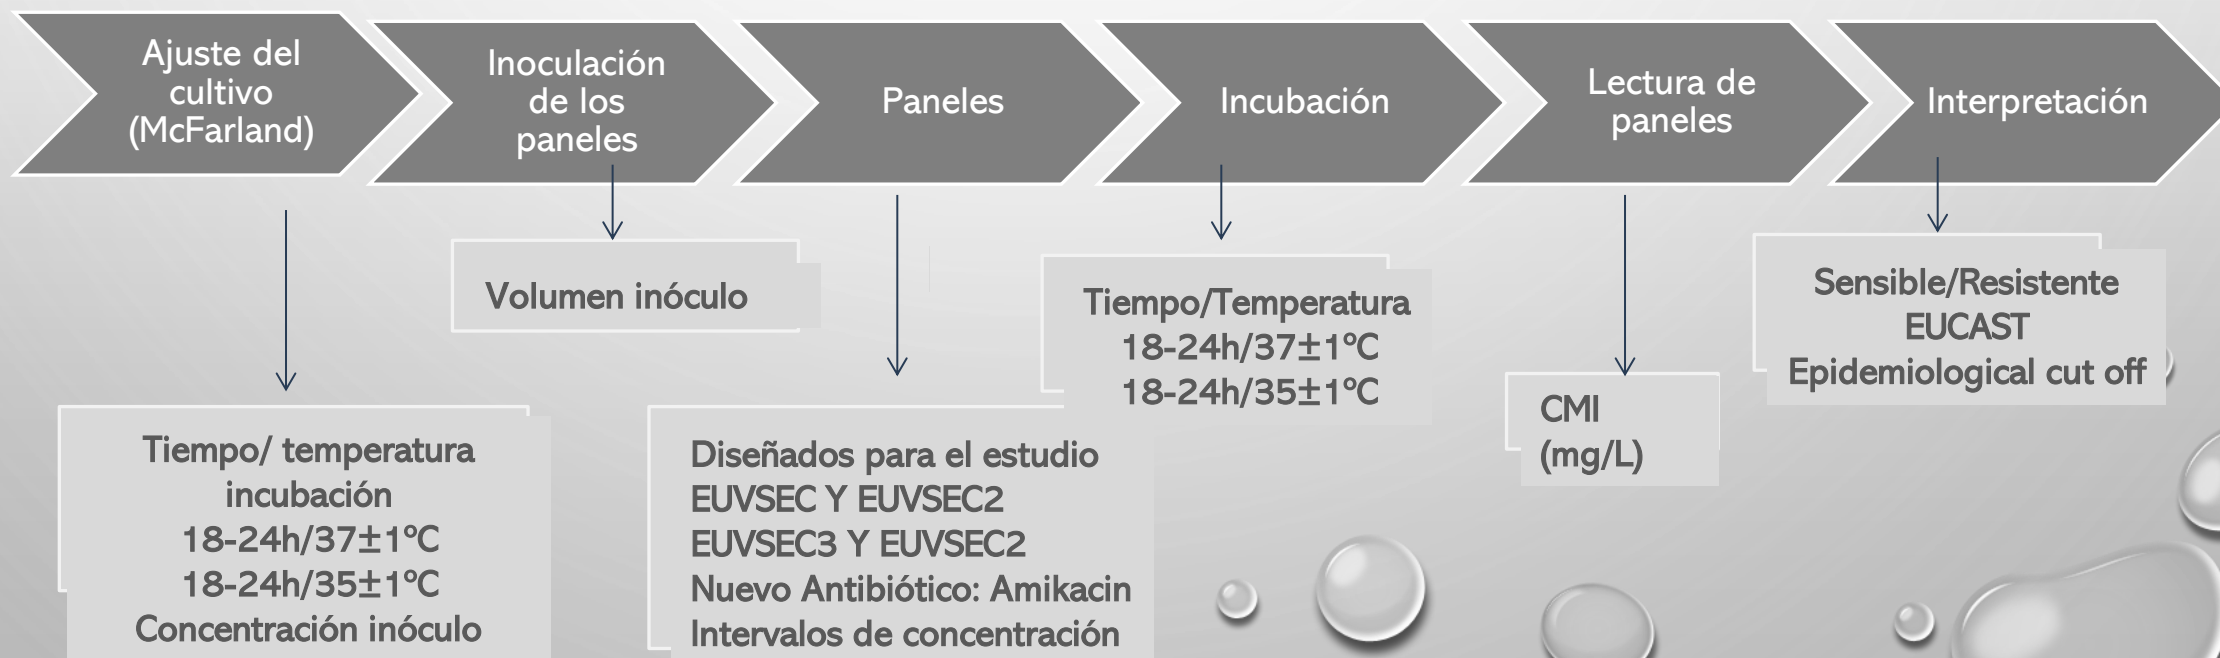 Ajuste del
cultivo
(McFarland)
Inoculación
de los
paneles
Paneles
Incubación
Lectura de
paneles
Interpretación
Tiempo/ temperatura
incubación
18-24h/37±1ºC
18-24h/35±1ºC
Concentración inóculo
Volumen inóculo
Diseñados para el estudio
EUVSEC Y EUVSEC2
EUVSEC3 Y EUVSEC2
Nuevo Antibiótico: Amikacin
Intervalos de concentración
Tiempo/Temperatura
18-24h/37±1ºC
18-24h/35±1ºC
CMI
(mg/L)
Sensible/Resistente
EUCAST
Epidemiological cut off